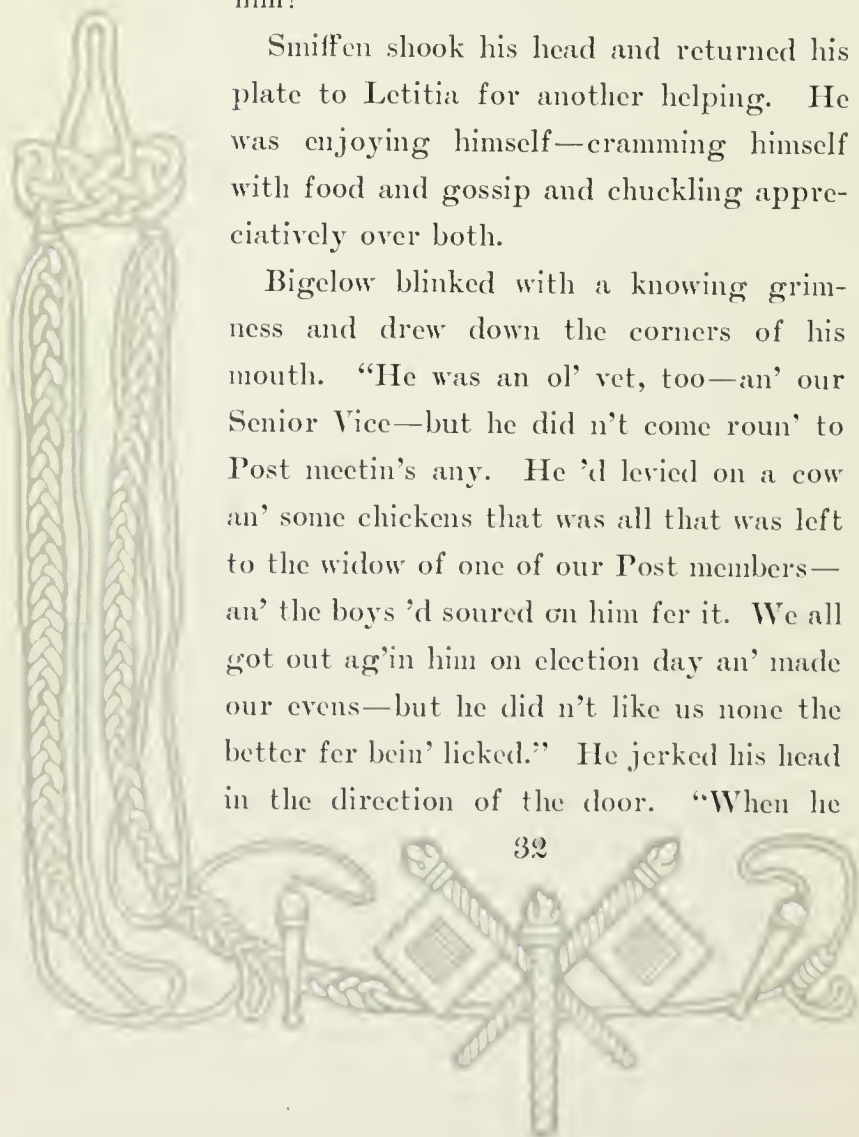 him?
Smiffen shook his head and returned his
plate to Letitia for another helping. He
was enjoying himself—cramming himself
with food and gossip and chuckling appre-
ciatively over both.
Bigelow blinked with a knowing grim-
ness and drew down the corners of his
mouth. “He was an ol’ vet, too—an’ our
Senior Vice—but he did n’t come roun’ to
Post meetin’s any. He ’d levied on a cow
an’ some chickens that was all that was left
to the widow of one of our Post members—
an’ the boys ’d soured on him fer it. We all
got out ag’in him on election day an’ made
our evens—but he did n’t like us none the
better fer bein’ licked.” He jerked his head
in the direction of the door. “When he
32